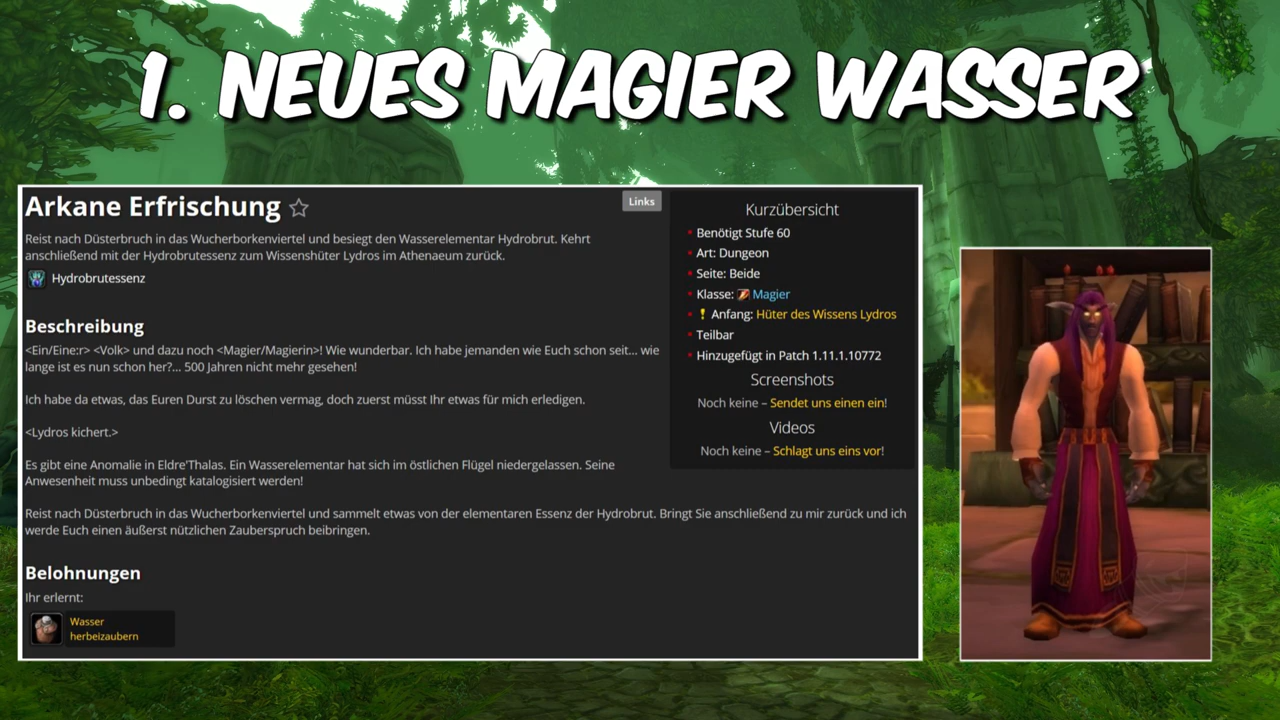 1. NEUES MAGIER WASSER
Arkane Erfrischung
Links
Reist nach Düsterbruch in das Wucherborkenviertel und besiegt den Wasserelementar Hydrobrut. Kehrt
anschließend mit der Hydrobrutessenz zum Wissenshüter Lydros im Athenaeum zurück.
Hydrobrutessenz
Beschreibung
<Ein/Eine:r> <Volk> und dazu noch <Magier/Magierin>! Wie wunderbar. Ich habe jemanden wie Euch schon seit... wie
lange ist es nun schon her?... 500 Jahren nicht mehr gesehen!
Ich habe da etwas, das Euren Durst zu löschen vermag, doch zuerst müsst Ihr etwas für mich erledigen.
<Lydros kichert.>
Es gibt eine Anomalie in Eldre'Thalas. Ein Wasserelementar hat sich im östlichen Flügel niedergelassen. Seine
Anwesenheit muss unbedingt katalogisiert werden!
Reist nach Düsterbruch in das Wucherborkenviertel und sammelt etwas von der elementaren Essenz der Hydrobrut. Bringt Sie anschließend zu mir zurück und ich
werde Euch einen äußerst nützlichen Zauberspruch beibringen.
Belohnungen
Ihr erlernt:
Wasser
herbeizaubern
Kurzübersicht
Benötigt Stufe 60
Art: Dungeon
Seite: Beide
Klasse: Magier
Anfang: Hüter des Wissens Lydros
Teilbar
Hinzugefügt in Patch 1.11.1.10772
Screenshots
Noch keine – Sendet uns einen ein!
Videos
Noch keine – Schlagt uns eins vor!